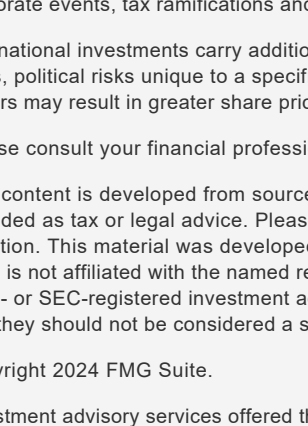 orate events, tax ramifications and
national investments carry additio
, political risks unique to a specif
rs may result in greater share pric
se consult your financial professi
content is developed from source
ded as tax or legal advice. Pleas
tion. This material was developed
is not affiliated with the named re
- or SEC-registered investment a
they should not be considered a s
yright 2024 FMG Suite.
stment advisory services offered th